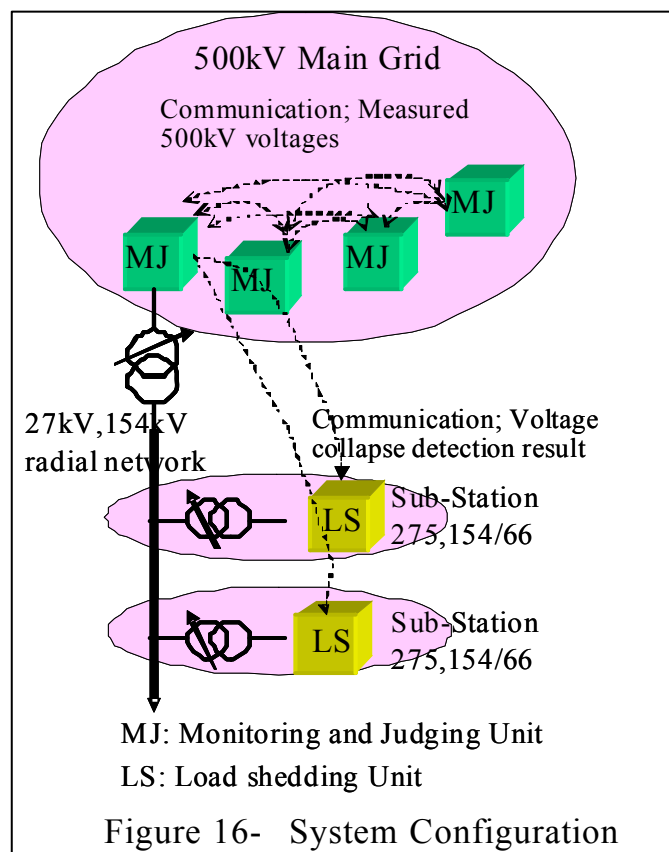 500kV Main Grid
Communication; Measured
500kV voltages
MJ
MJ
MJ
MJ
27kV,154kV
radial network
Communication; Voltage
collapse detection result
LS
Sub-Station
275,154/66
LS
Sub-Station
275,154/66
MJ: Monitoring and Judging Unit
LS: Load shedding Unit
Figure 16- System Configuration